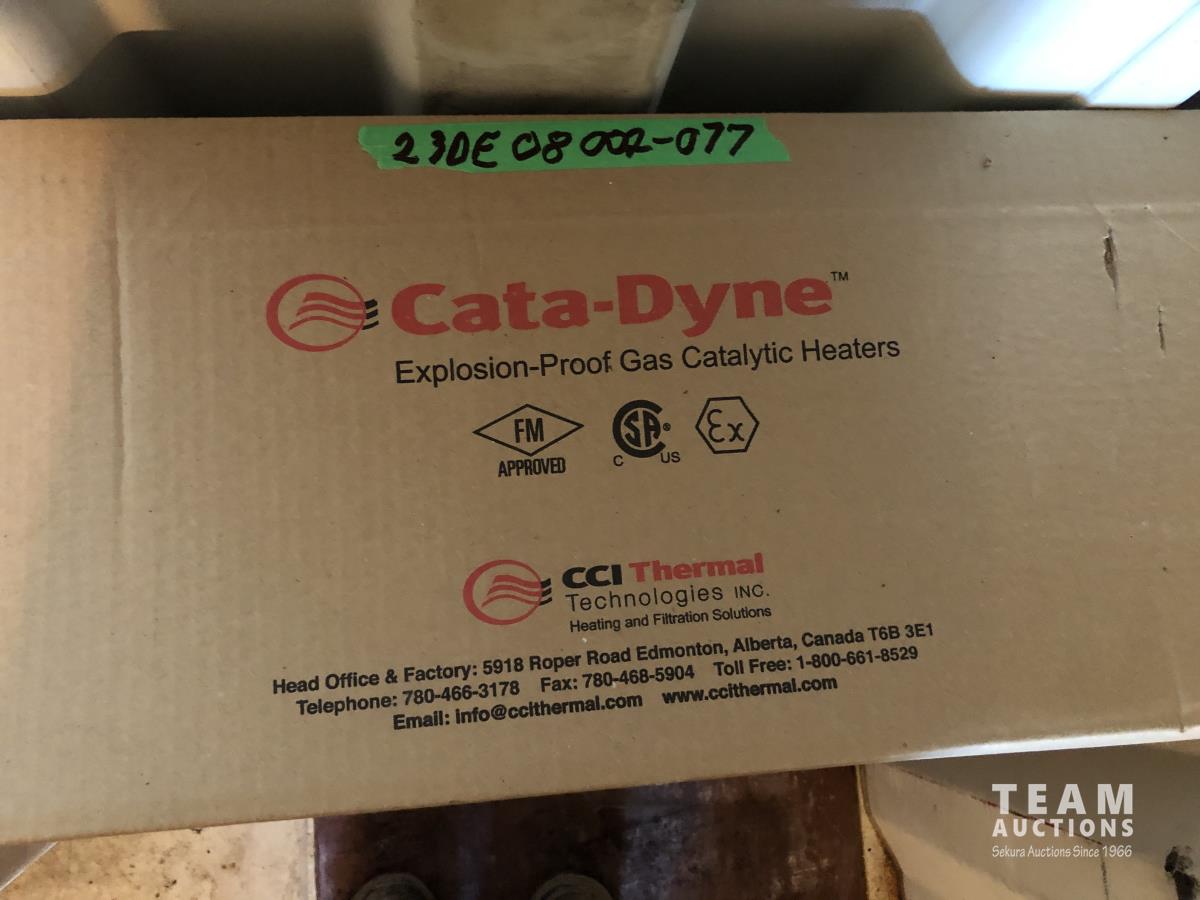 23DE 08 002-077
Cata-Dyne™
Explosion-Proof Gas Catalytic Heaters
FM
APPROVED
CSA®
C US
Ex
CCI Thermal
Technologies INC.
Heating and Filtration Solutions
Head Office & Factory: 5918 Roper Road Edmonton, Alberta, Canada T6B 3E1
Telephone: 780-466-3178 Fax: 780-468-5904 Toll Free: 1-800-661-8529
Email: info@ccithermal.com www.ccithermal.com
TEAM
AUCTIONS
Sekura Auctions Since 1966